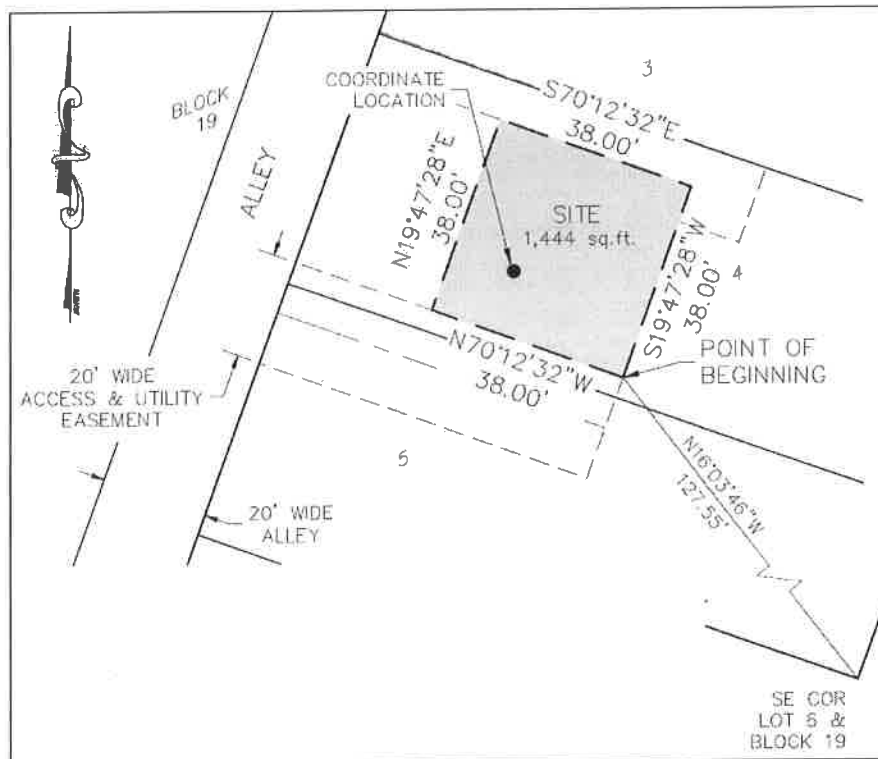 3
COORDINATE
LOCATION
S70°12'32"E
38.00'
BLOCK
19
ALLEY
N19°47'28"E
38.00'
SITE
1,444 sq.ft.
S19°47'28"W
38.00'
4
N70°12'32"W
38.00'
POINT OF
BEGINNING
20' WIDE
ACCESS & UTILITY
EASEMENT
5
N16°03'46"W
127.55'
20' WIDE
ALLEY
SE COR
LOT 6 &
BLOCK 19